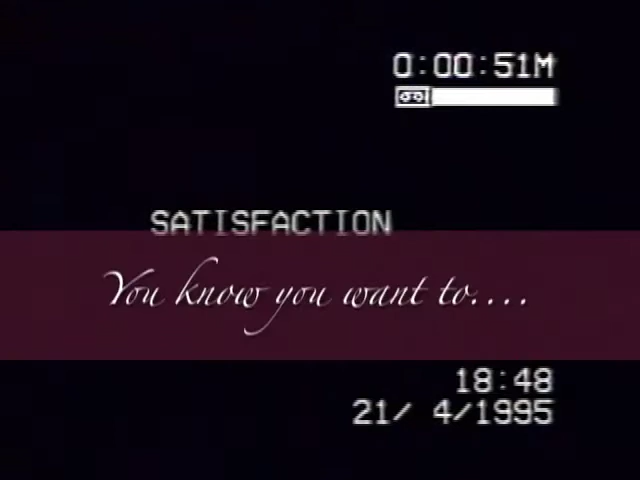 0:00:51M
SATISFACTION
You know you want to....
18:48
21/ 4/1995